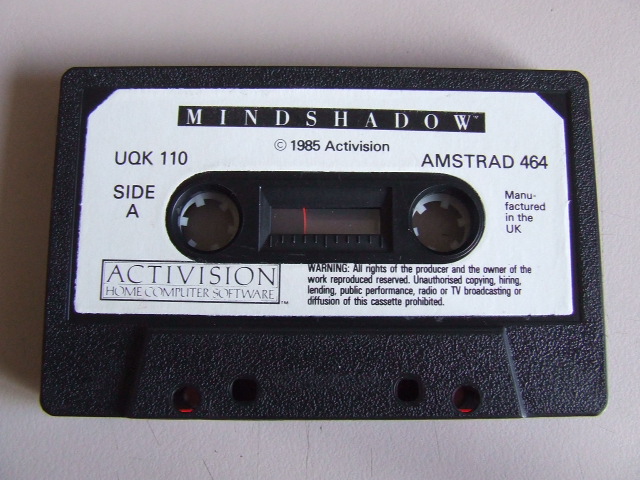 MINDSHADOW™
© 1985 Activision
UQK 110
AMSTRAD 464
SIDE
A
Manu-
factured
in the
UK
ACTIVISION
HOME COMPUTER SOFTWARE™
WARNING: All rights of the producer and the owner of the
work reproduced reserved. Unauthorised copying, hiring,
lending, public performance, radio or TV broadcasting or
diffusion of this cassette prohibited.